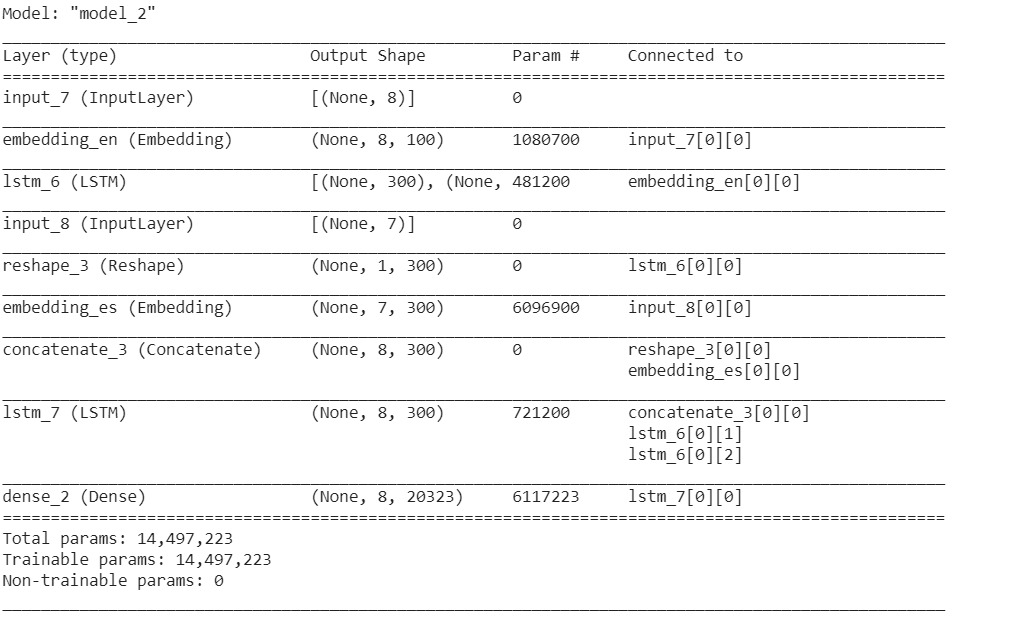 Model: "model_2"
Layer (type) Output Shape Param # Connected to
input_7 (InputLayer) [(None, 8)] 0
embedding_en (Embedding) (None, 8, 100) 1080700 input_7[0][0]
lstm_6 (LSTM) [(None, 300), (None, 481200 embedding_en[0][0]
input_8 (InputLayer) [(None, 7)] 0
reshape_3 (Reshape) (None, 1, 300) 0 lstm_6[0][0]
embedding_es (Embedding) (None, 7, 300) 6096900 input_8[0][0]
concatenate_3 (Concatenate) (None, 8, 300) 0 reshape_3[0][0]
embedding_es[0][0]
lstm_7 (LSTM) (None, 8, 300) 721200 concatenate_3[0][0]
lstm_6[0][1]
lstm_6[0][2]
dense_2 (Dense) (None, 8, 20323) 6117223 lstm_7[0][0]
Total params: 14,497,223
Trainable params: 14,497,223
Non-trainable params: 0